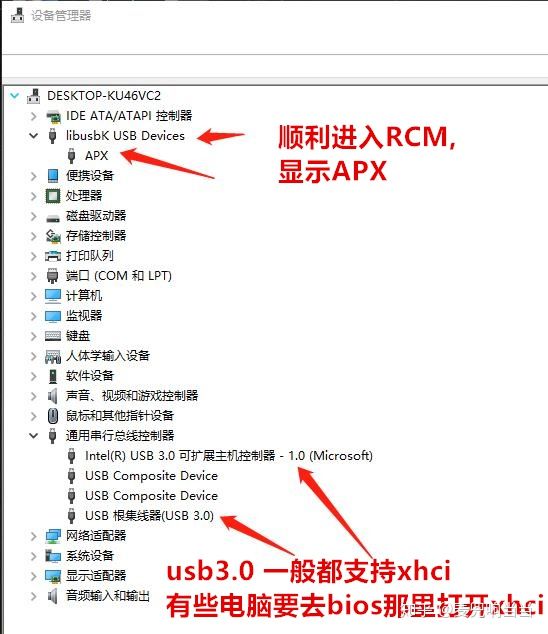 设备管理器
DESKTOP-KU46VC2
IDE ATA/ATAPI 控制器
libusbK USB Devices
APX
顺利进入RCM,
显示APX
便携设备
处理器
磁盘驱动器
存储控制器
打印队列
端口 (COM 和 LPT)
计算机
监视器
键盘
人体学输入设备
软件设备
声音、视频和游戏控制器
鼠标和其他指针设备
通用串行总线控制器
Intel(R) USB 3.0 可扩展主机控制器 - 1.0 (Microsoft)
USB Composite Device
USB Composite Device
USB 根集线器(USB 3.0)
网络适配器
系统设备
显示适配器
音频输入和输出
usb3.0 一般都支持xhci
有些电脑要去bios那里打开xhci
知乎